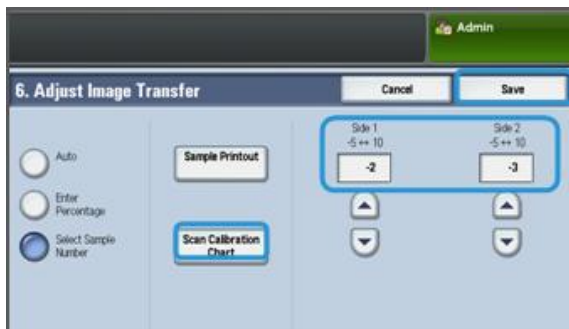 Admin
6. Adjust Image Transfer
Cancel
Save
Auto
Enter
Percentage
Select Sample
Number
Sample Printout
Scan Calibration
Chart
Side 1
-5 ↔ 10
-2
Side 2
-5 ↔ 10
-3